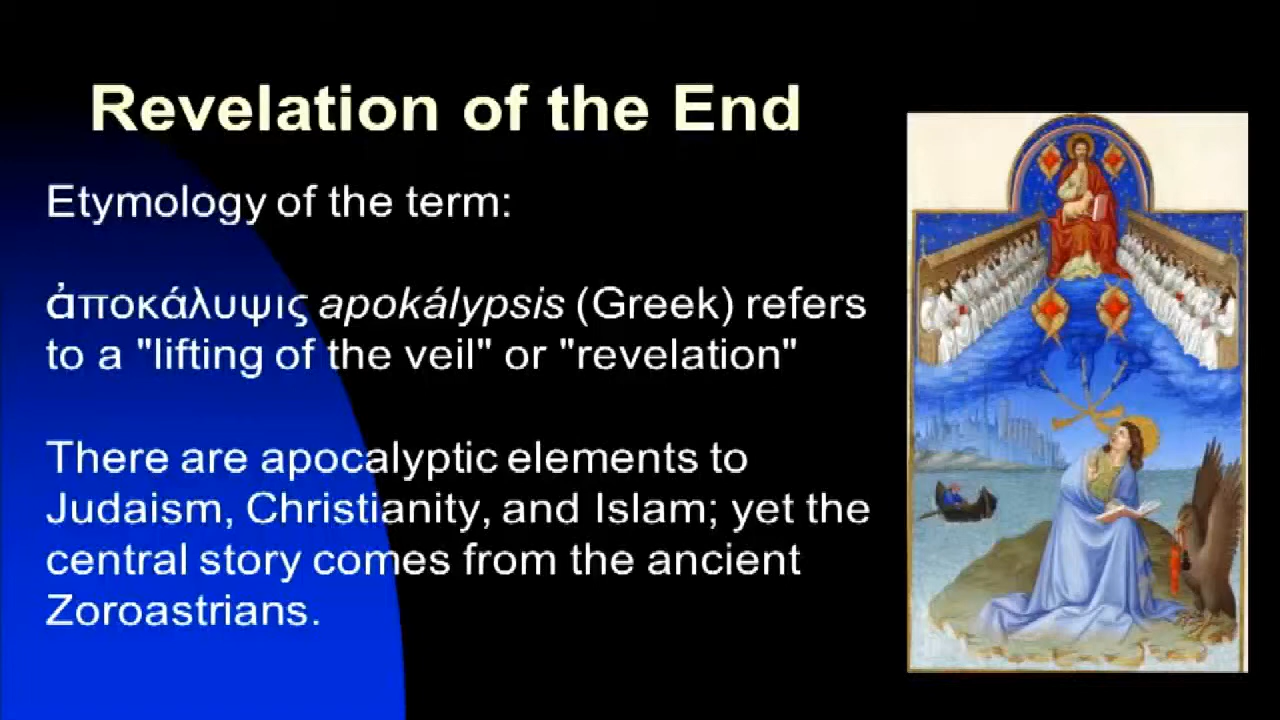 Revelation of the End
Etymology of the term:
ἀποκάλυψις apokálypsis (Greek) refers
to a "lifting of the veil" or "revelation"
There are apocalyptic elements to
Judaism, Christianity, and Islam; yet the
central story comes from the ancient
Zoroastrians.